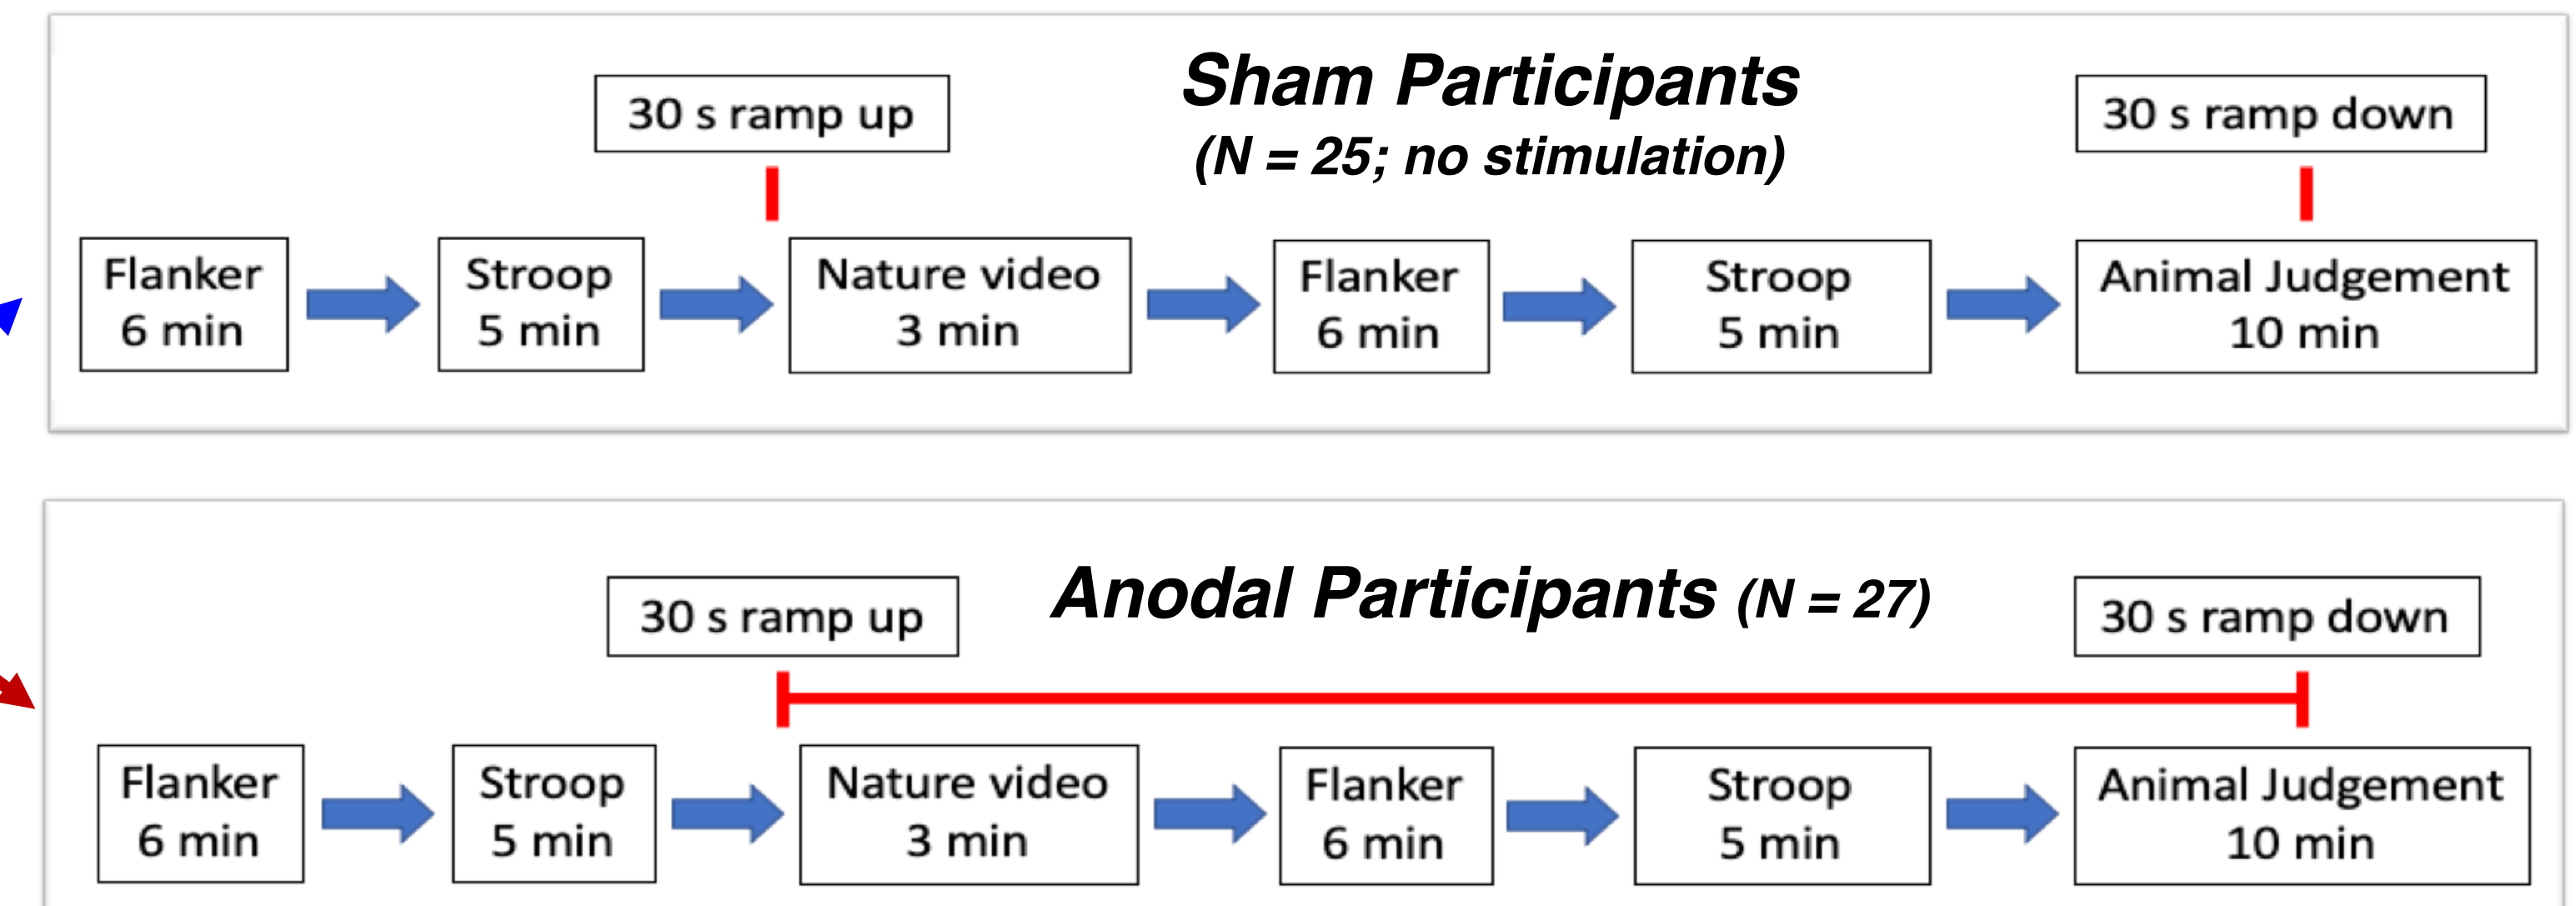 Sham Participants
(N = 25; no stimulation)
30 s ramp up
30 s ramp down
Flanker
6 min
Stroop
5 min
Nature video
3 min
Flanker
6 min
Stroop
5 min
Animal Judgement
10 min
Anodal Participants (N = 27)
30 s ramp up
30 s ramp down
Flanker
6 min
Stroop
5 min
Nature video
3 min
Flanker
6 min
Stroop
5 min
Animal Judgement
10 min